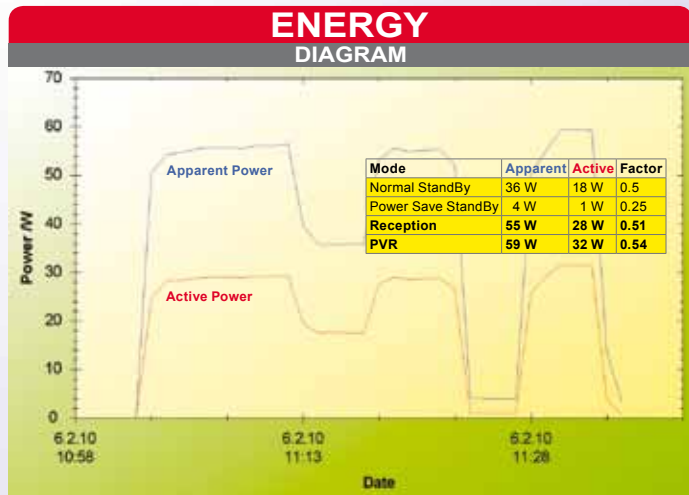 ENERGY
DIAGRAM
70
60
50
40
30
20
10
0
Power /W
Apparent Power
Active Power
Mode Apparent Active Factor
Normal StandBy 36 W 18 W 0.5
Power Save StandBy 4 W 1 W 0.25
Reception 55 W 28 W 0.51
PVR 59 W 32 W 0.54
6.2.10 6.2.10 6.2.10
10:58 11:13 11:28
Date